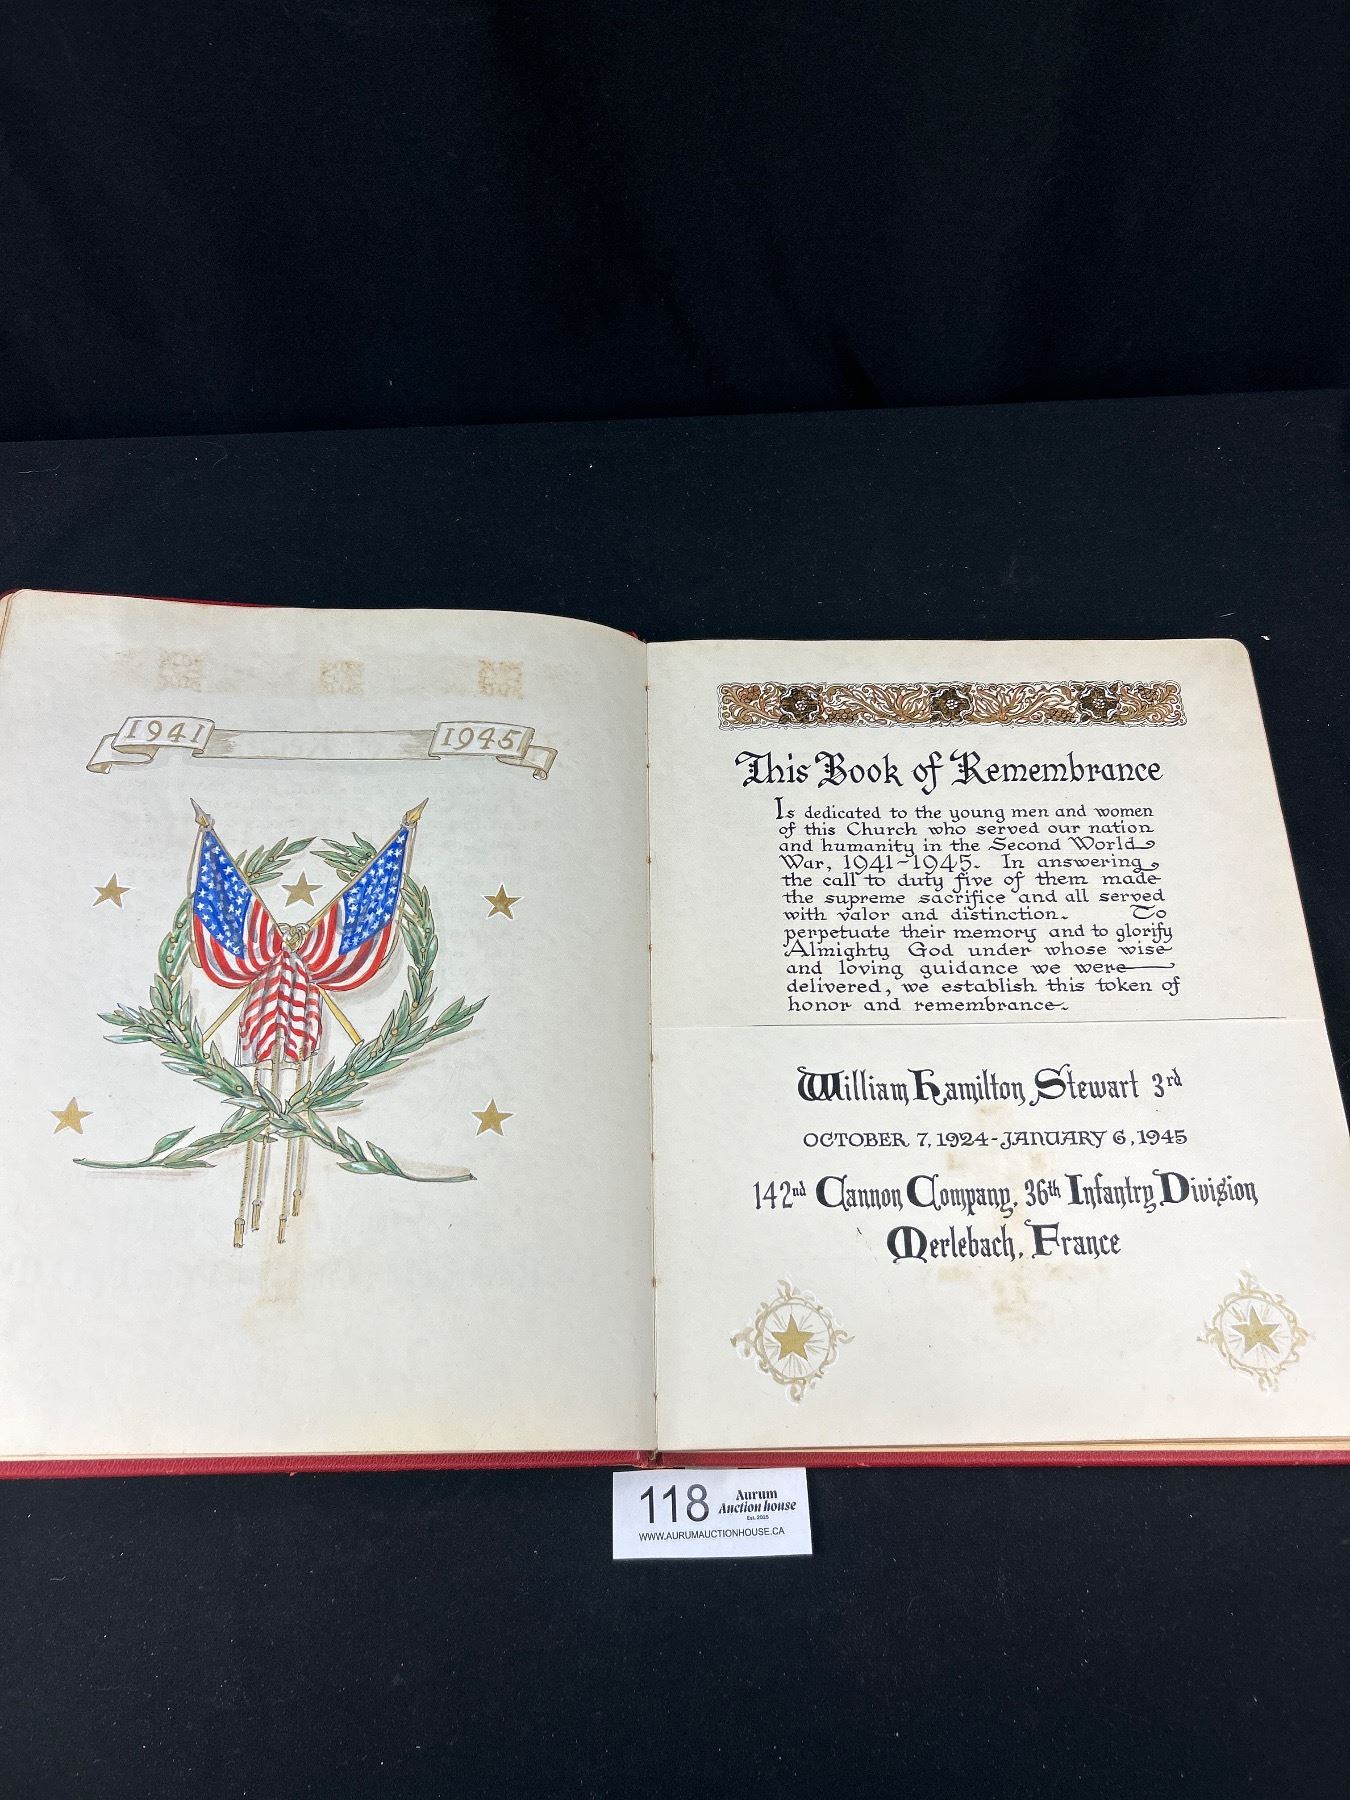 1941 1945
This Book of Remembrance
Is dedicated to the young men and women
of this Church who served our nation
and humanity in the Second World
War, 1941~1945. In answering
the call to duty five of them made
the supreme sacrifice and all served
with valor and distinction. To
perpetuate their memory and to glorify
Almighty God under whose wise
and loving guidance we were
delivered, we establish this token of
honor and remembrance.
William Hamilton Stewart 3rd
OCTOBER 7, 1924-JANUARY 6, 1945
142nd Cannon Company, 36th Infantry Division
Merlebach, France
118 Aurum
Auction house
Est. 2025
WWW.AURUMAUCTIONHOUSE.CA